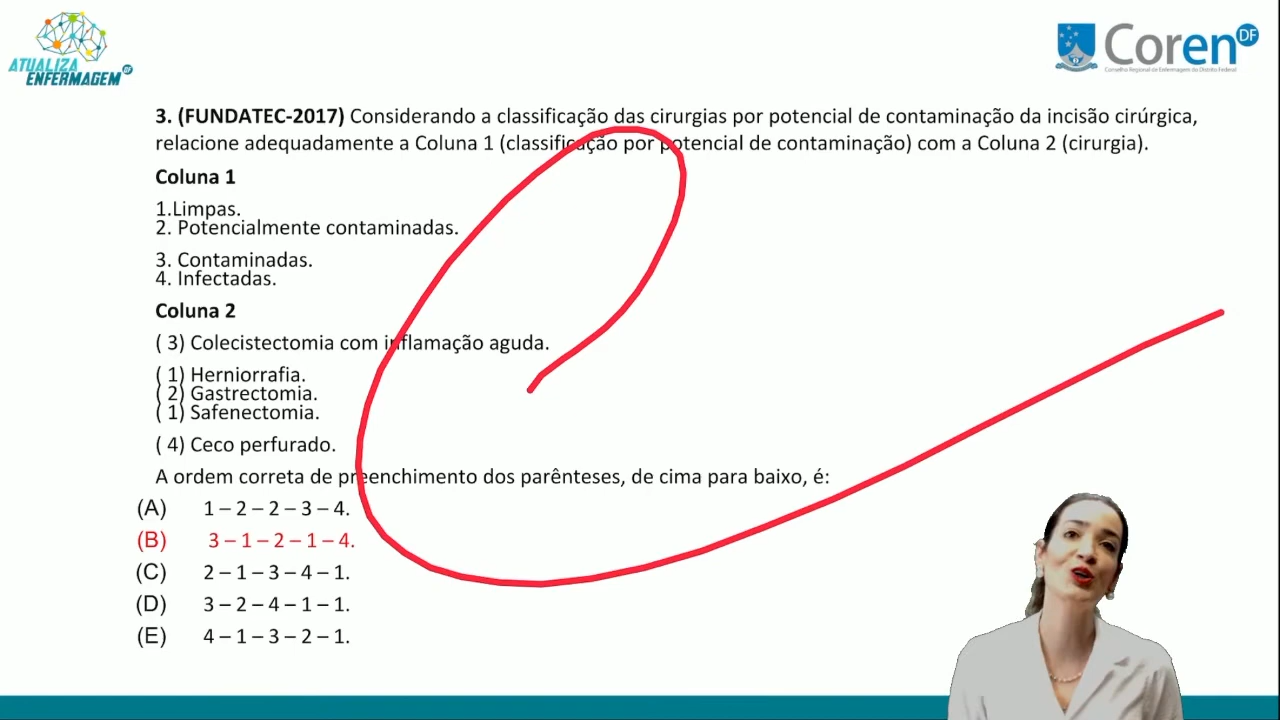 ATUALIZA
ENFERMAGEM DF
Coren DF
Conselho Regional de Enfermagem do Distrito Federal
3. (FUNDATEC-2017) Considerando a classificação das cirurgias por potencial de contaminação da incisão cirúrgica,
relacione adequadamente a Coluna 1 (classificação por potencial de contaminação) com a Coluna 2 (cirurgia).
Coluna 1
1.Limpas.
2. Potencialmente contaminadas.
3. Contaminadas.
4. Infectadas.
Coluna 2
( 3) Colecistectomia com inflamação aguda.
( 1) Herniorrafia.
( 2) Gastrectomia.
( 1) Safenectomia.
( 4) Ceco perfurado.
A ordem correta de preenchimento dos parênteses, de cima para baixo, é:
(A) 1 – 2 – 2 – 3 – 4.
(B) 3 – 1 – 2 – 1 – 4.
(C) 2 – 1 – 3 – 4 – 1.
(D) 3 – 2 – 4 – 1 – 1.
(E) 4 – 1 – 3 – 2 – 1.